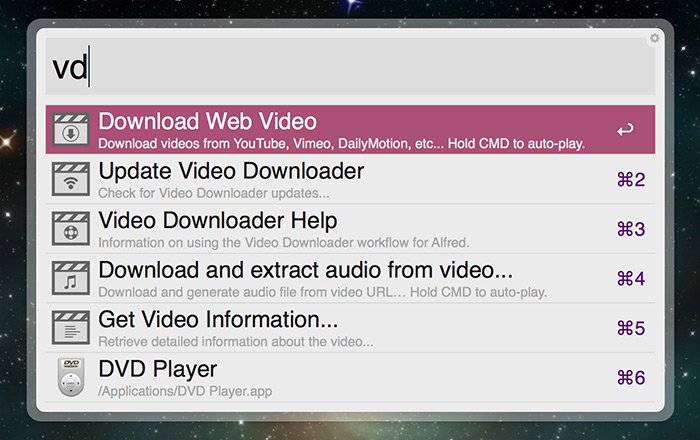 vd
Download Web Video
Download videos from YouTube, Vimeo, DailyMotion, etc... Hold CMD to auto-play.
↩
Update Video Downloader
Check for Video Downloader updates...
⌘2
Video Downloader Help
Information on using the Video Downloader workflow for Alfred.
⌘3
Download and extract audio from video...
Download and generate audio file from video URL... Hold CMD to auto-play.
⌘4
Get Video Information...
Retrieve detailed information about the video...
⌘5
DVD
DVD Player
/Applications/DVD Player.app
⌘6